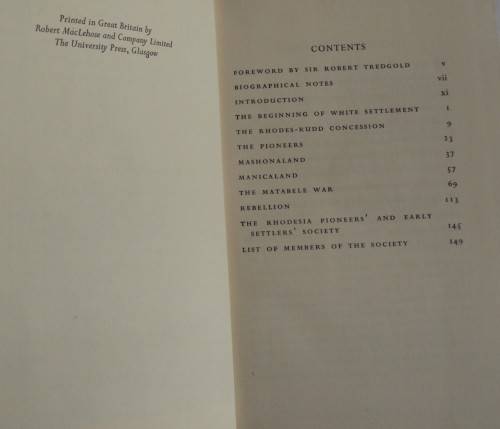 Printed in Great Britain by
Robert MacLehose and Company Limited
The University Press, Glasgow
CONTENTS
FOREWORD BY SIR ROBERT TREDGOLD v
BIOGRAPHICAL NOTES vii
INTRODUCTION xi
THE BEGINNING OF WHITE SETTLEMENT 1
THE RHODES-RUDD CONCESSION 9
THE PIONEERS 23
MASHONALAND 37
MANICALAND 57
THE MATABELE WAR 69
REBELLION 113
THE RHODESIA PIONEERS' AND EARLY
SETTLERS' SOCIETY 145
LIST OF MEMBERS OF THE SOCIETY 149